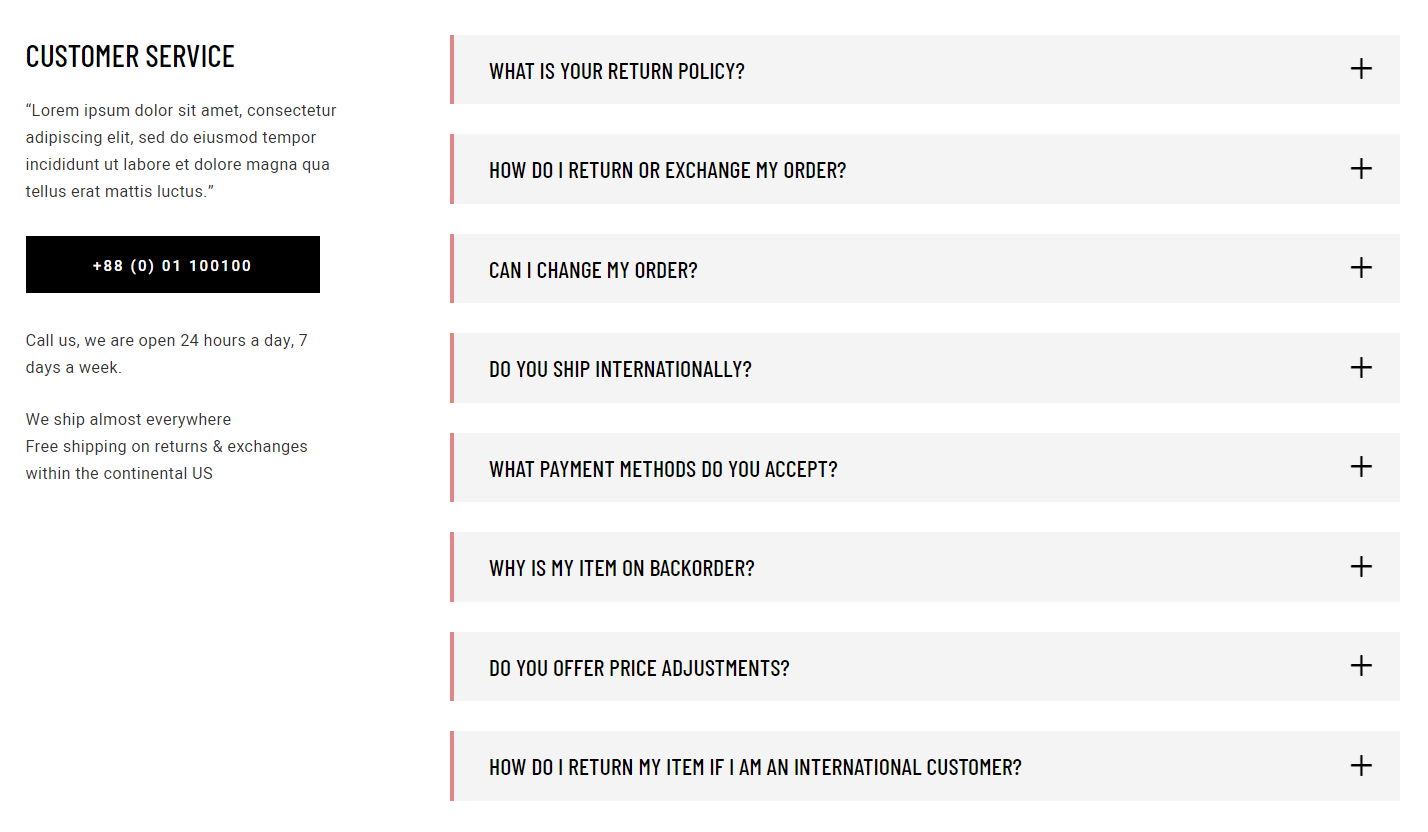 CUSTOMER SERVICE
“Lorem ipsum dolor sit amet, consectetur
adipiscing elit, sed do eiusmod tempor
incididunt ut labore et dolore magna qua
tellus erat mattis luctus.”
+88 (0) 01 100100
Call us, we are open 24 hours a day, 7
days a week.
We ship almost everywhere
Free shipping on returns & exchanges
within the continental US
WHAT IS YOUR RETURN POLICY?
HOW DO I RETURN OR EXCHANGE MY ORDER?
CAN I CHANGE MY ORDER?
DO YOU SHIP INTERNATIONALLY?
WHAT PAYMENT METHODS DO YOU ACCEPT?
WHY IS MY ITEM ON BACKORDER?
DO YOU OFFER PRICE ADJUSTMENTS?
HOW DO I RETURN MY ITEM IF I AM AN INTERNATIONAL CUSTOMER?